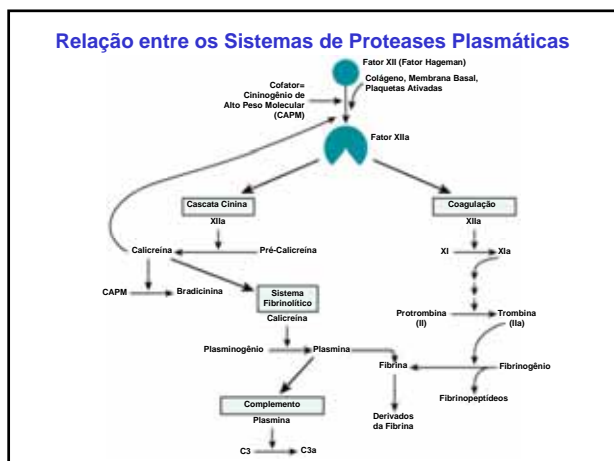 Relação entre os Sistemas de Proteases Plasmáticas
Fator XII (Fator Hageman)
Cofator=
Cininogênio de
Alto Peso Molecular
(CAPM)
Colágeno, Membrana Basal,
Plaquetas Ativadas
Fator XIIa
Cascata Cinina
XIIa
Coagulação
XIIa
Calicreína
Pré-Calicreína
XI
XIa
CAPM
Bradicinina
Sistema
Fibrinolítico
Calicreína
Protrombina
(II)
Trombina
(IIa)
Plasminogênio
Plasmina
Fibrina
Fibrinogênio
Fibrinopeptídeos
Complemento
Plasmina
Derivados
da Fibrina
C3
C3a